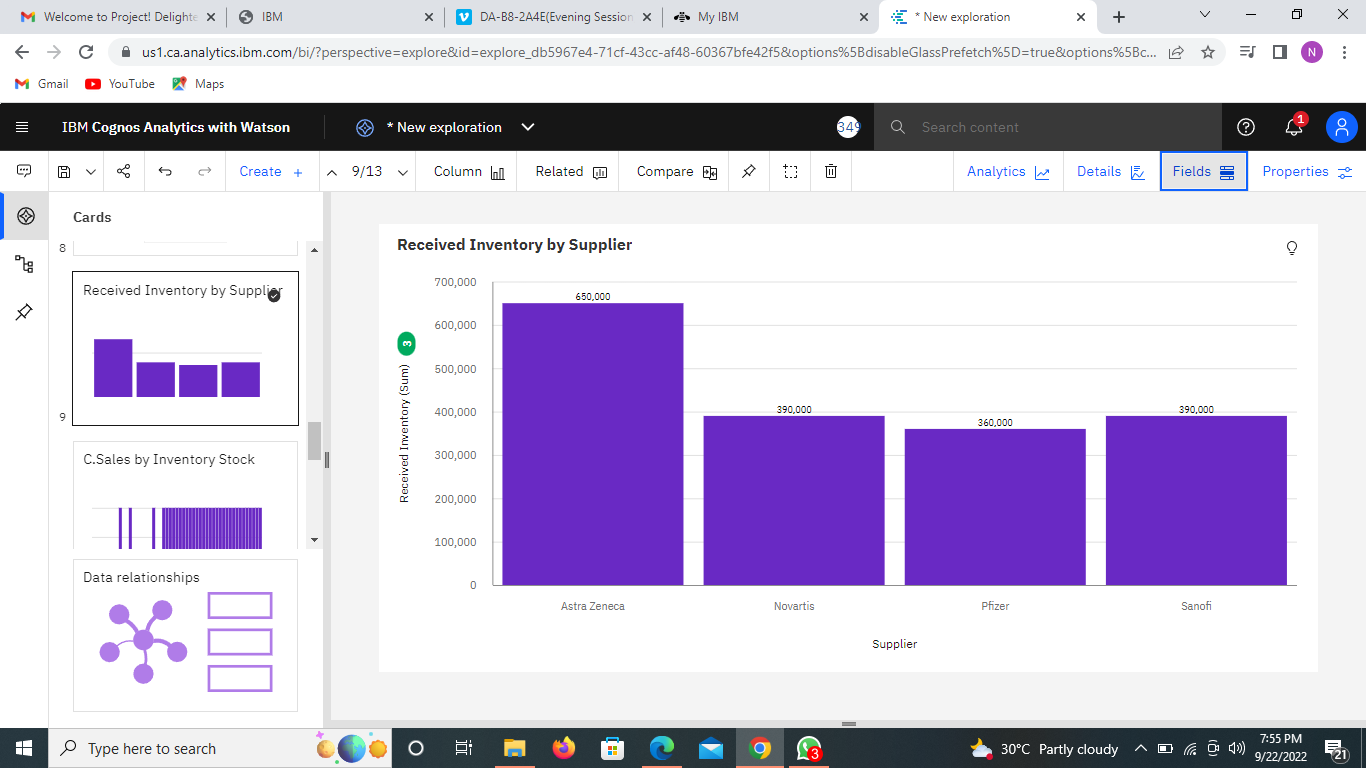 Welcome to Project! Delighte
IBM
DA-B8-2A4E(Evening Session
My IBM
* New exploration
us1.ca.analytics.ibm.com/bi/?perspective=explore&id=explore_db5967e4-71cf-43cc-af48-60367bfe42f5&options%5BdisableGlassPrefetch%5D=true&options%5Bc...
N
Gmail
YouTube
Maps
IBM Cognos Analytics with Watson
* New exploration
349
Search content
1
Create +
9/13
Column
Related
Compare
Analytics
Details
Fields
Properties
Cards
8
Received Inventory by Supplier
9
C.Sales by Inventory Stock
Data relationships
Received Inventory by Supplier
700,000
600,000
500,000
400,000
300,000
200,000
100,000
0
Received Inventory (Sum)
3
650,000
390,000
360,000
390,000
Astra Zeneca
Novartis
Pfizer
Sanofi
Supplier
Type here to search
3
30°C Partly cloudy
7:55 PM
9/22/2022
21